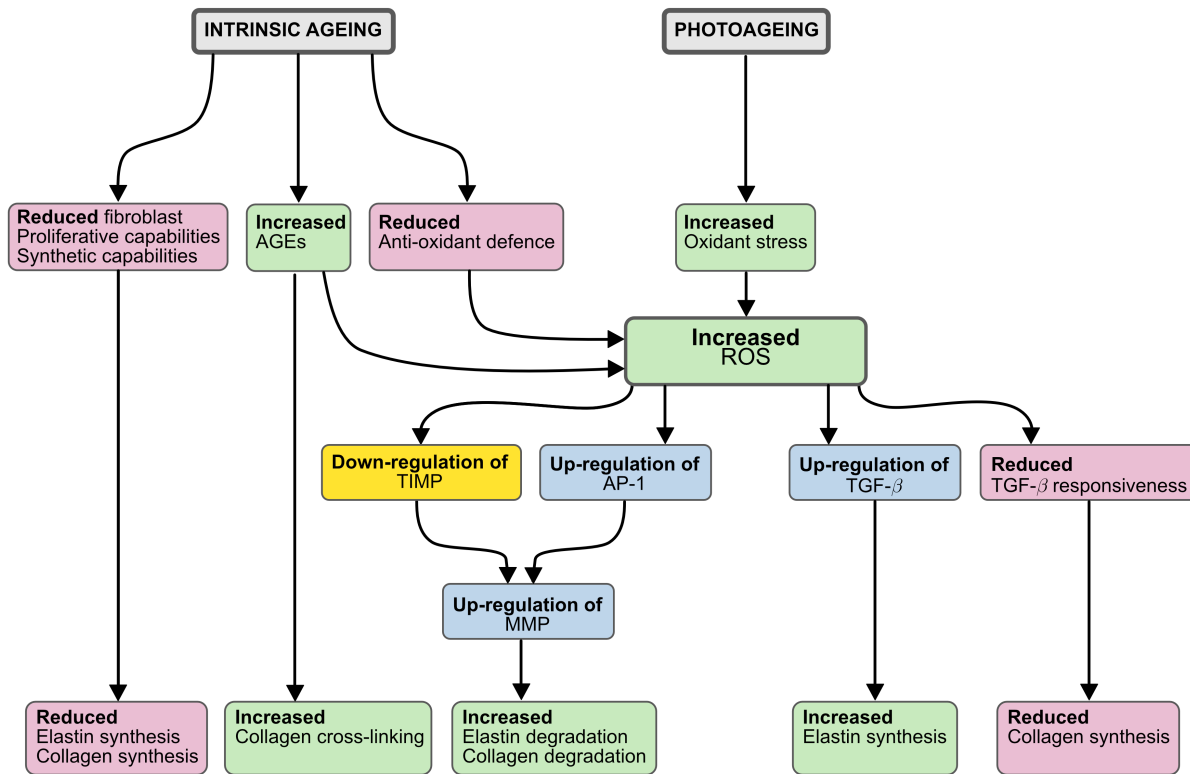 INTRINSIC AGEING
PHOTOAGEING
Reduced fibroblast
Proliferative capabilities
Synthetic capabilities
Increased
AGEs
Reduced
Anti-oxidant defence
Increased
Oxidant stress
Increased
ROS
Down-regulation of
TIMP
Up-regulation of
AP-1
Up-regulation of
TGF-β
Reduced
TGF-β responsiveness
Up-regulation of
MMP
Reduced
Elastin synthesis
Collagen synthesis
Increased
Collagen cross-linking
Increased
Elastin degradation
Collagen degradation
Increased
Elastin synthesis
Reduced
Collagen synthesis